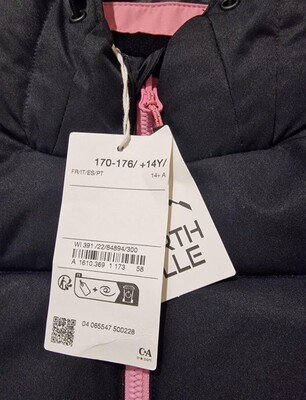 170-176/ +14Y/
FR/IT/ES/PT 14+ A
WI 391 /22/84894/300
A 1610.369 1 173 58
04 065547 500228
C&A
RTH
LLE